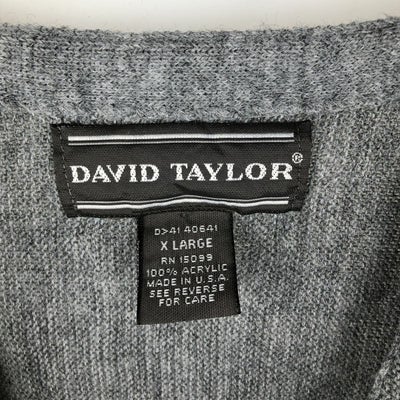 DAVID TAYLOR®
D>41 40641
X LARGE
RN 15099
100% ACRYLIC
MADE IN U.S.A.
SEE REVERSE
FOR CARE